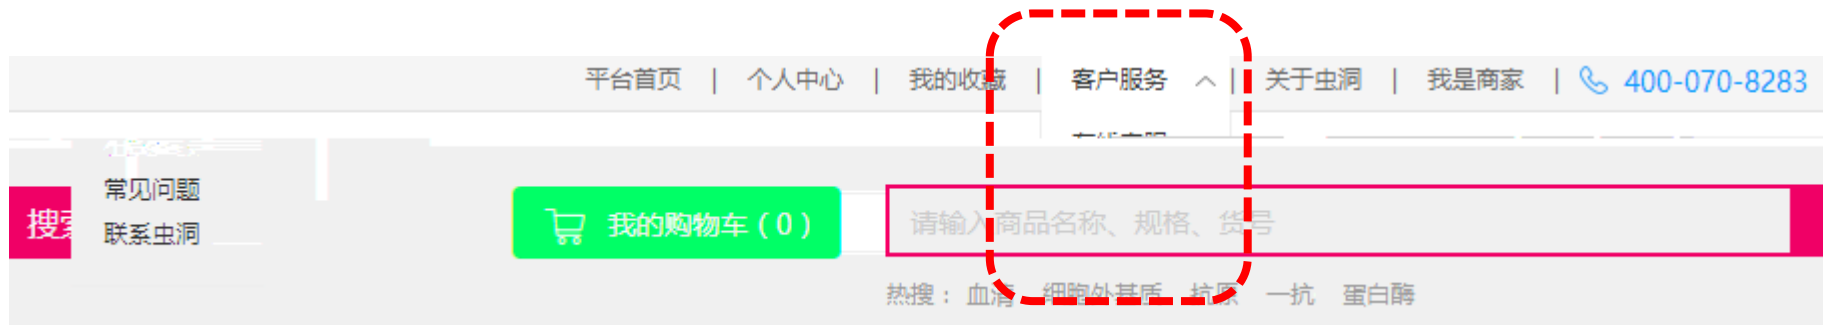 平台首页 | 个人中心 | 我的收藏 | 客户服务 | 关于虫洞 | 我是商家 | 400-070-8283
常见问题
搜
联系虫洞
我的购物车(0)
请输入商品名称、规格、货号
热搜：血清 细胞外基质 抗原 一抗 蛋白酶